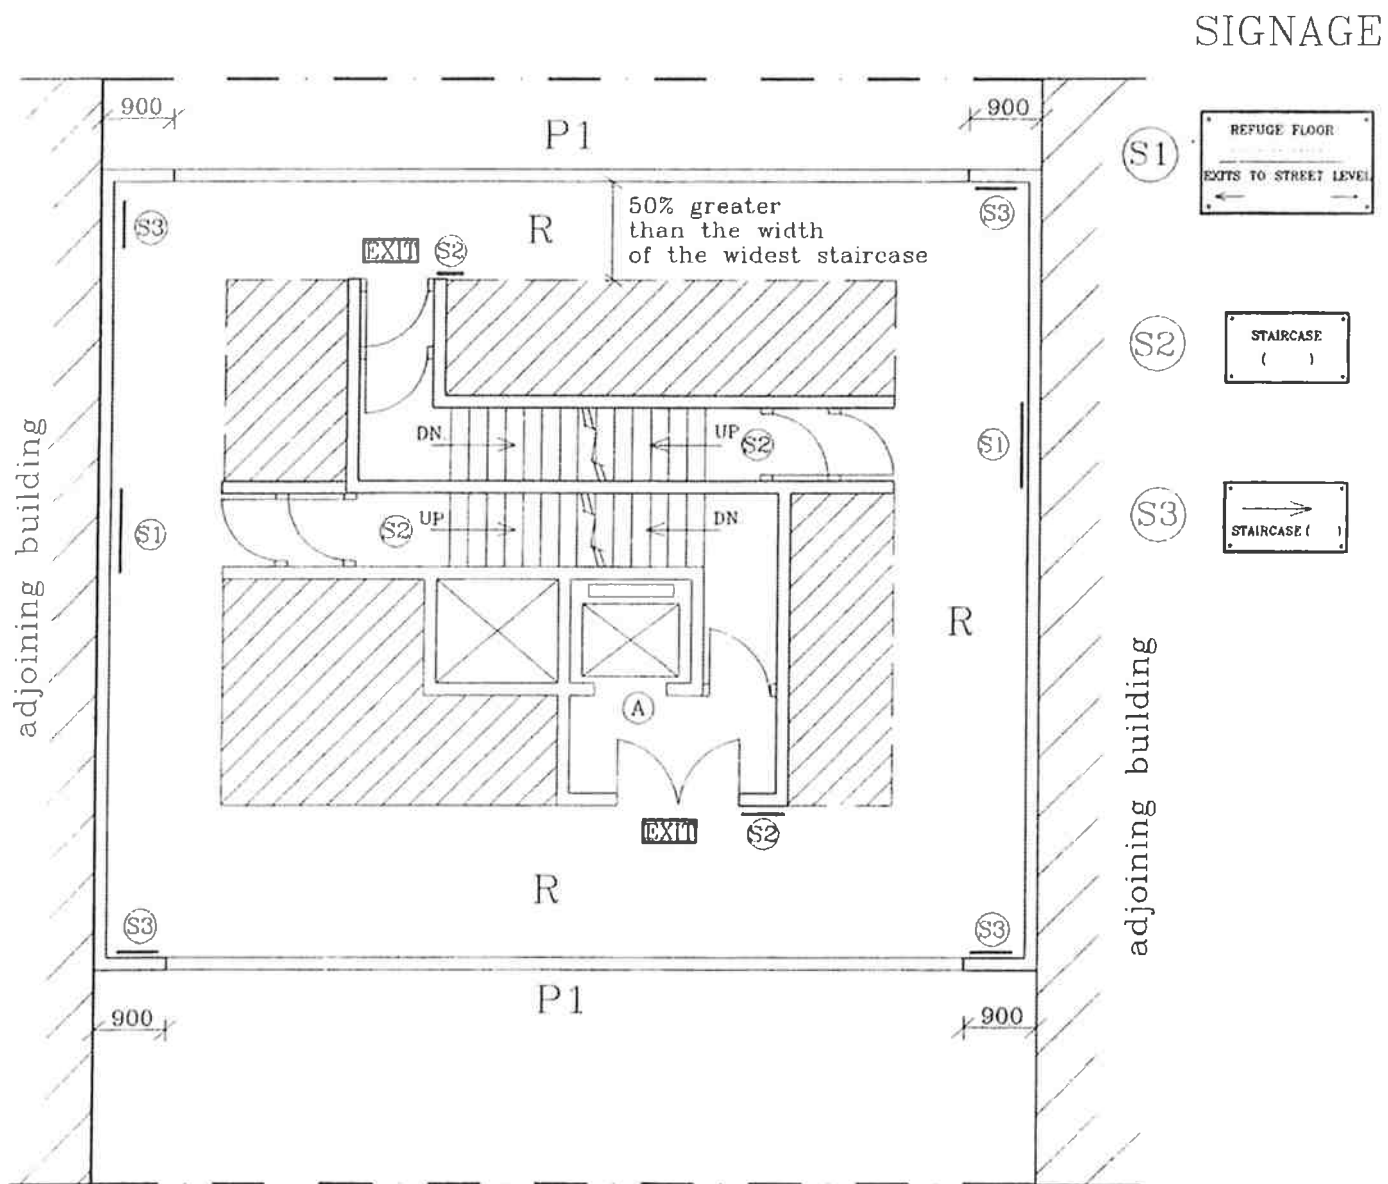 SIGNAGE
900
900
P1
S1
REFUGE FLOOR
EXITS TO STREET LEVEL
S3
R
50% greater
than the width
of the widest staircase
S3
EXIT
S2
S2
STAIRCASE
( )
DN
UP
S2
S1
S1
S2
UP
DN
S3
STAIRCASE ( )
adjoining building
R
adjoining building
A
EXIT
S2
R
S3
S3
P1
900
900